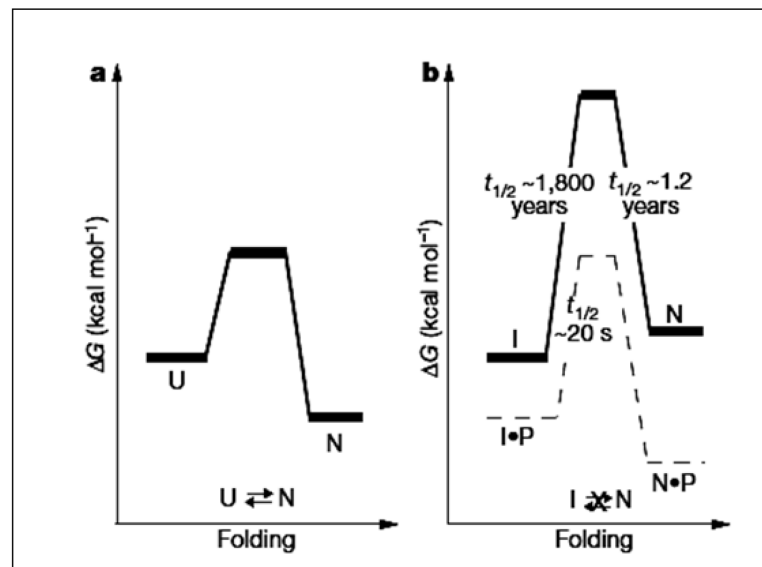 a
ΔG (kcal mol⁻¹)
U
N
U ⇄ N
Folding
b
ΔG (kcal mol⁻¹)
t1/2 ~1,800
years
t1/2 ~1.2
years
t1/2
~20 s
I
N
I•P
N•P
I ⇄ N
Folding